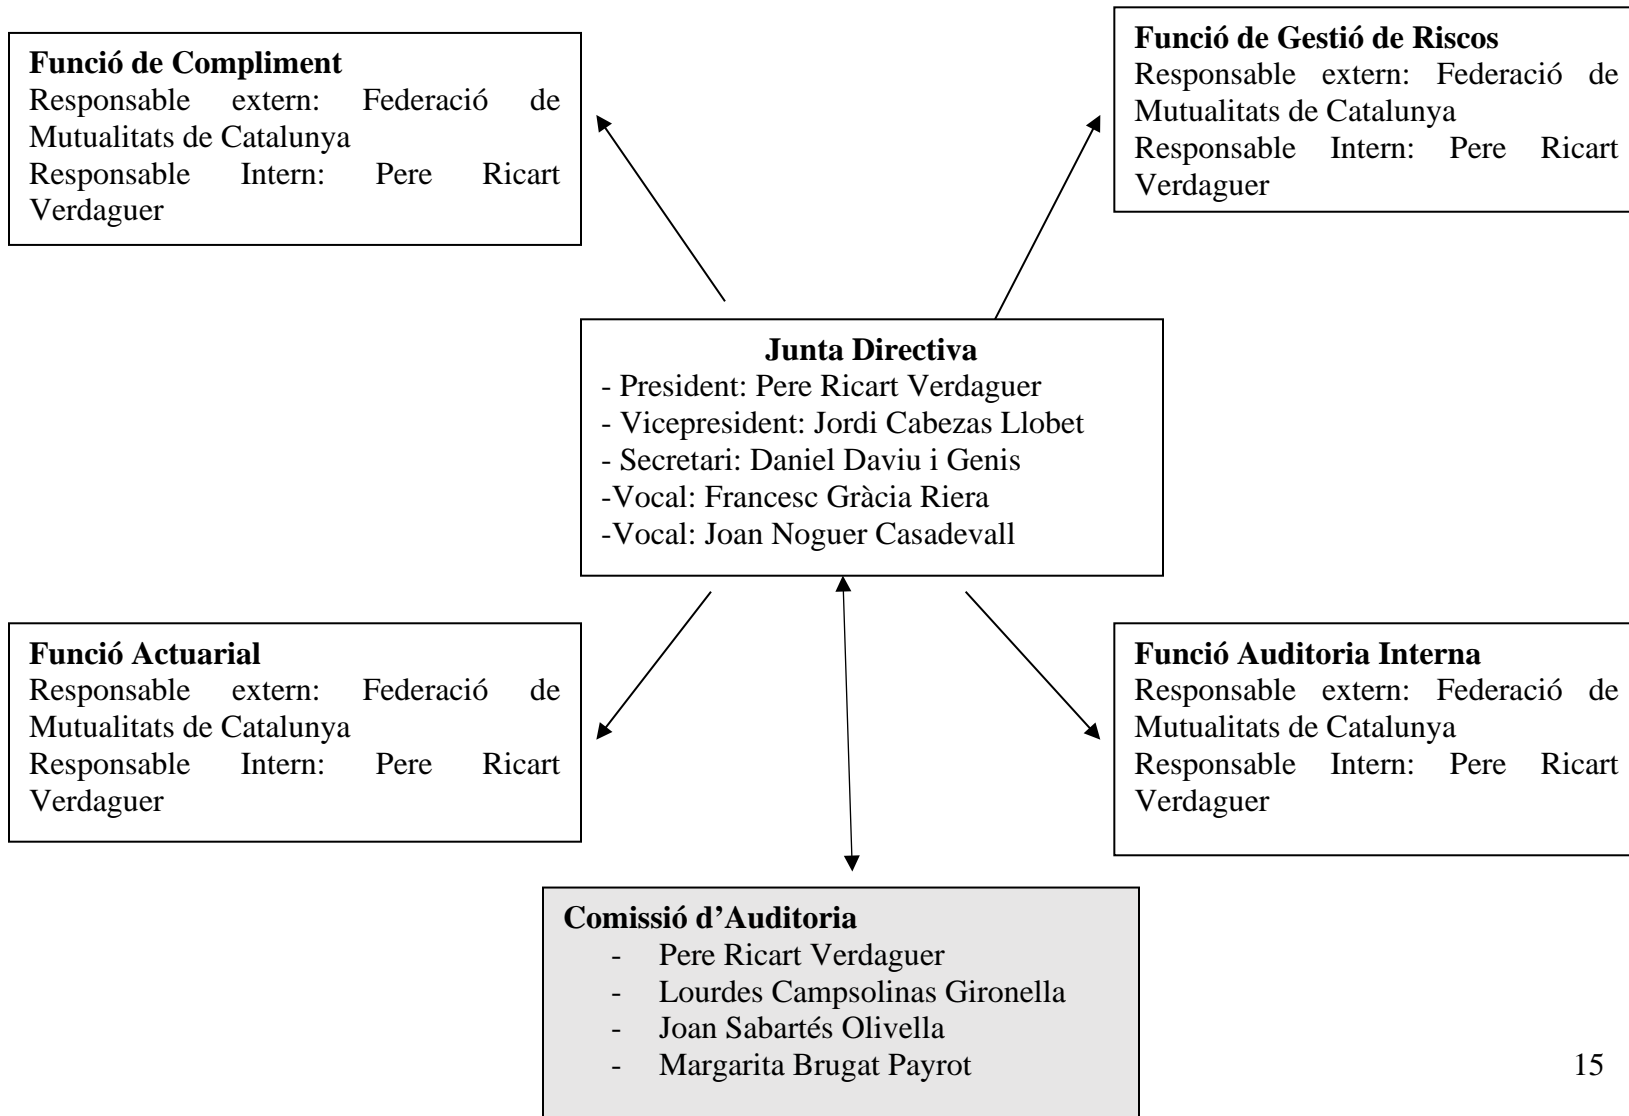 Funció de Compliment
Responsable extern: Federació de
Mutualitats de Catalunya
Responsable Intern: Pere Ricart
Verdaguer
Funció de Gestió de Riscos
Responsable extern: Federació de
Mutualitats de Catalunya
Responsable Intern: Pere Ricart
Verdaguer
Junta Directiva
- President: Pere Ricart Verdaguer
- Vicepresident: Jordi Cabezas Llobet
- Secretari: Daniel Daviu i Genis
-Vocal: Francesc Gràcia Riera
-Vocal: Joan Noguer Casadevall
Funció Actuarial
Responsable extern: Federació de
Mutualitats de Catalunya
Responsable Intern: Pere Ricart
Verdaguer
Funció Auditoria Interna
Responsable extern: Federació de
Mutualitats de Catalunya
Responsable Intern: Pere Ricart
Verdaguer
Comissió d’Auditoria
- Pere Ricart Verdaguer
- Lourdes Campsolinas Gironella
- Joan Sabartés Olivella
- Margarita Brugat Payrot
15